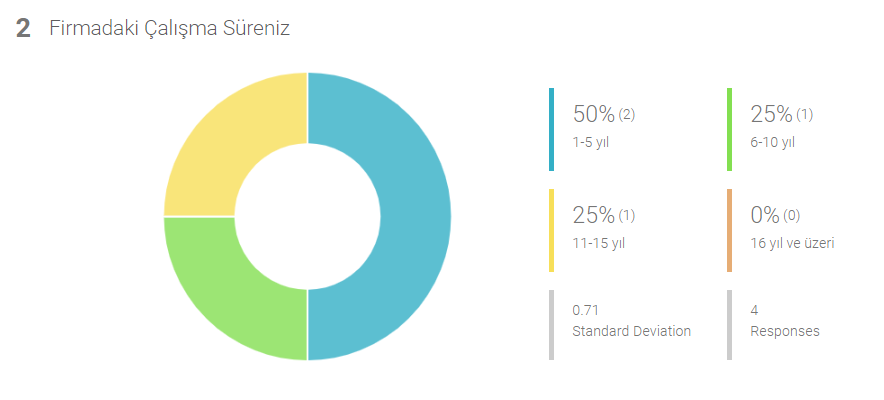 2 Firmadaki Çalışma Süreniz
50% (2)
1-5 yıl
25% (1)
6-10 yıl
25% (1)
11-15 yıl
0% (0)
16 yıl ve üzeri
0.71
Standard Deviation
4
Responses